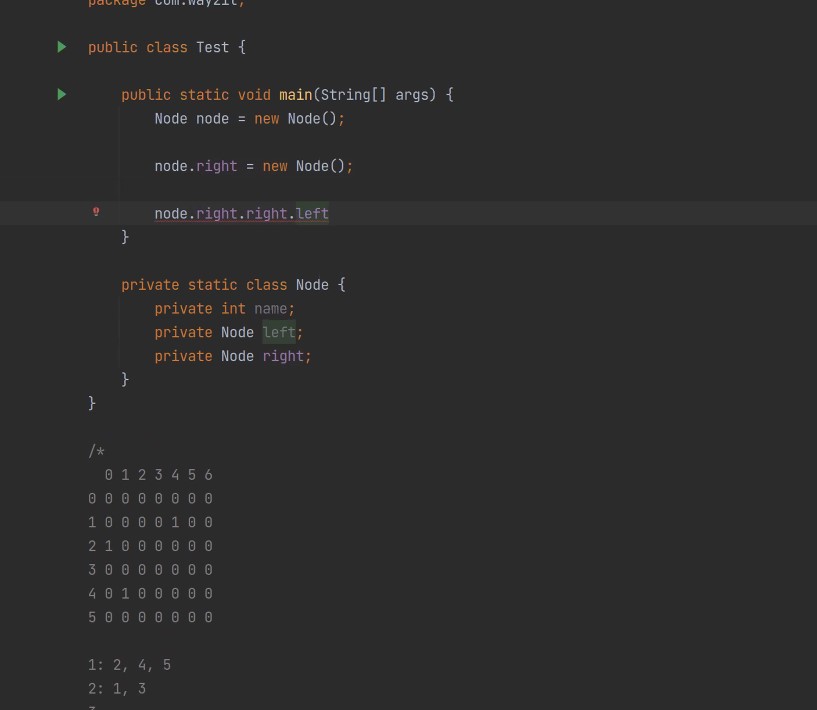 package com.wayzit;
public class Test {
public static void main(String[] args) {
Node node = new Node();
node.right = new Node();
node.right.right.left
}
private static class Node {
private int name;
private Node left;
private Node right;
}
}
/*
0 1 2 3 4 5 6
0 0 0 0 0 0 0 0
1 0 0 0 0 1 0 0
2 1 0 0 0 0 0 0
3 0 0 0 0 0 0 0
4 0 1 0 0 0 0 0
5 0 0 0 0 0 0 0
1: 2, 4, 5
2: 1, 3